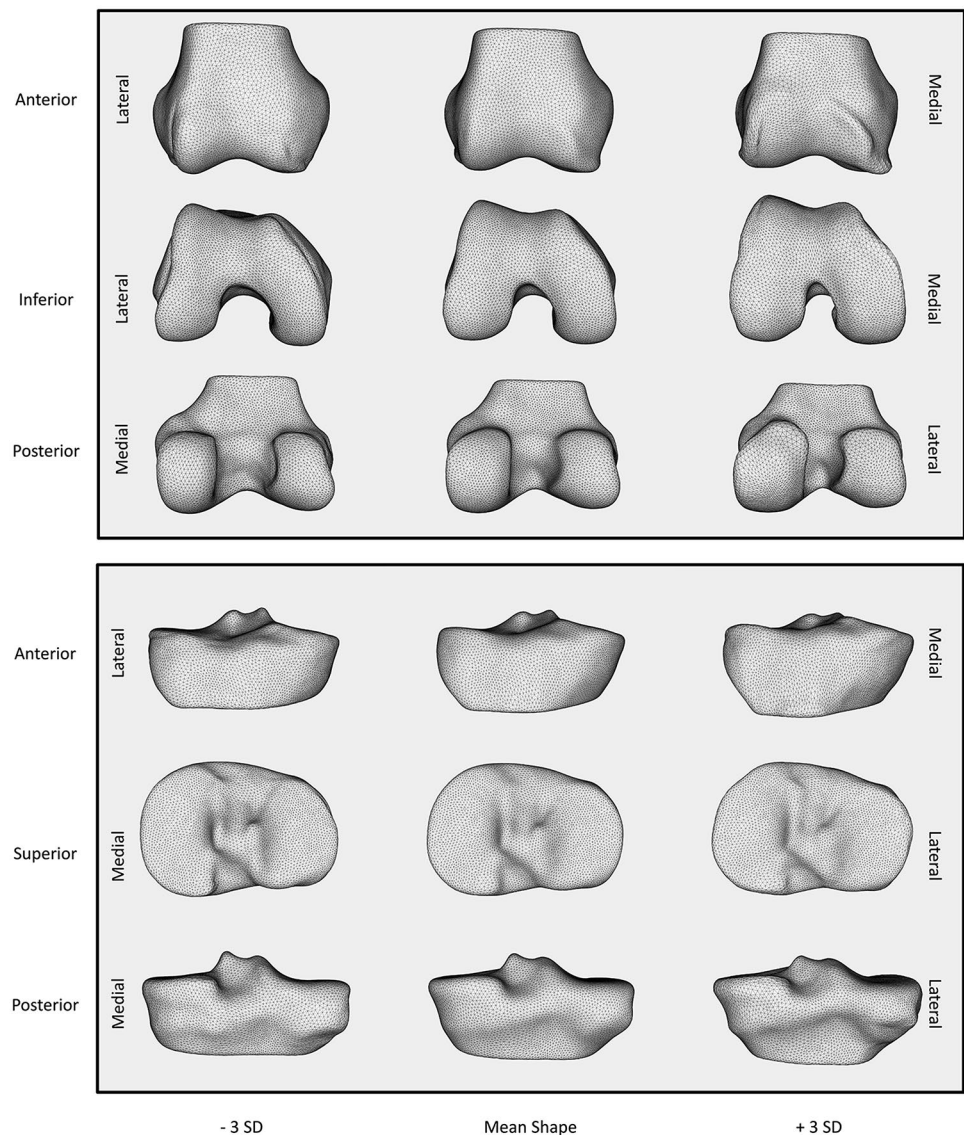 Anterior
Lateral
Medial
Inferior
Lateral
Medial
Posterior
Medial
Lateral
Anterior
Lateral
Medial
Superior
Medial
Lateral
Posterior
Medial
Lateral
- 3 SD
Mean Shape
+ 3 SD